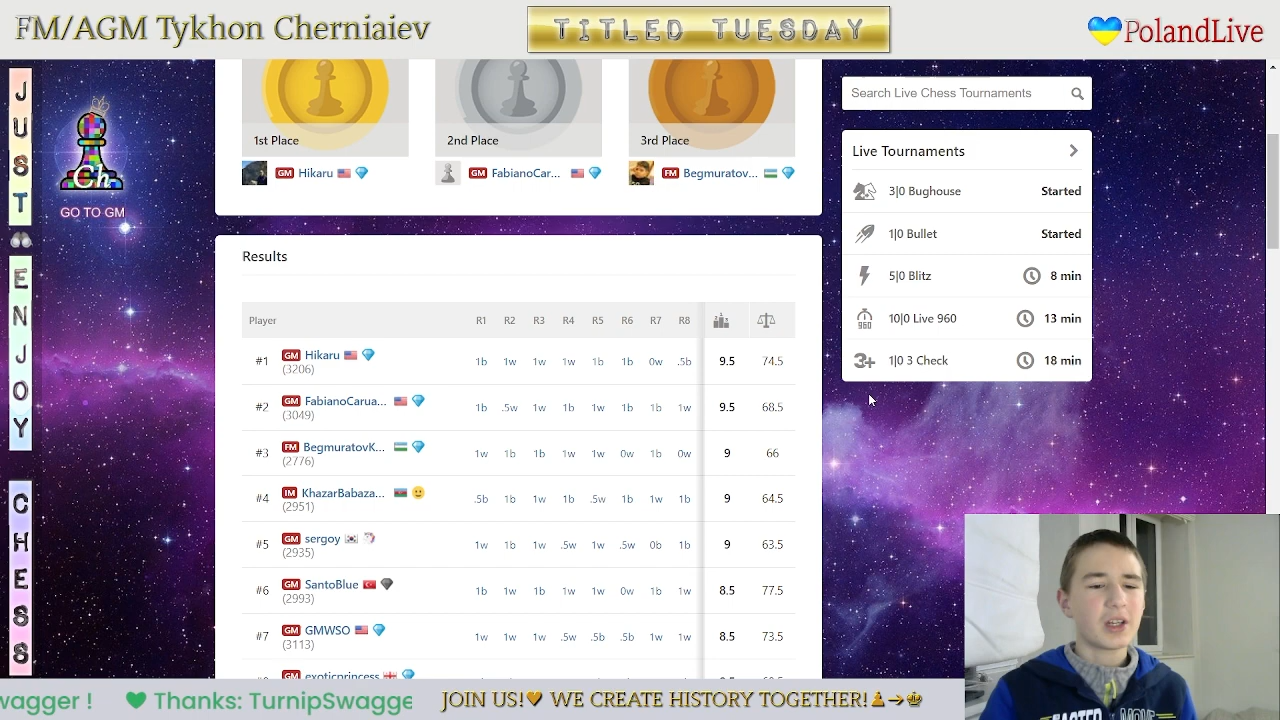 FM/AGM Tykhon Cherniaiev
TITLED TUESDAY
PolandLive
JUST
ENJOY
CHESS
Ch
GO TO GM
1st Place
2nd Place
3rd Place
GM Hikaru
GM FabianoCar...
FM Begmuratov...
Results
Player R1 R2 R3 R4 R5 R6 R7 R8
#1 GM Hikaru 1b 1w 1w 1w 1b 1b 0w .5b 9.5 74.5
(3206)
#2 GM FabianoCarua... 1b .5w 1w 1b 1w 1b 1b 1w 9.5 68.5
(3049)
#3 FM BegmuratovK... 1w 1b 1b 1w 1w 0w 1b 0w 9 66
(2776)
#4 IM KhazarBabaza... .5b 1b 1w 1b .5w 1b 1w 1b 9 64.5
(2951)
#5 GM sergoy 1w 1b 1w .5w 1w .5w 0b 1b 9 63.5
(2935)
#6 GM SantoBlue 1b 1w 1b 1w 1w 0w 1b 1w 8.5 77.5
(2993)
#7 GM GMWSO 1w 1w 1w .5w .5b .5b 1w 1w 8.5 73.5
(3113)
exoticprincess
Search Live Chess Tournaments
Live Tournaments
3|0 Bughouse Started
1|0 Bullet Started
5|0 Blitz 8 min
960 10|0 Live 960 13 min
3+ 1|0 3 Check 18 min
wagger ! Thanks: TurnipSwagge
JOIN US! WE CREATE HISTORY TOGETHER!